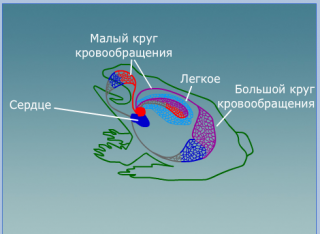 Малый круг
кровообращения
Легкое
Большой круг
кровообращения
Сердце